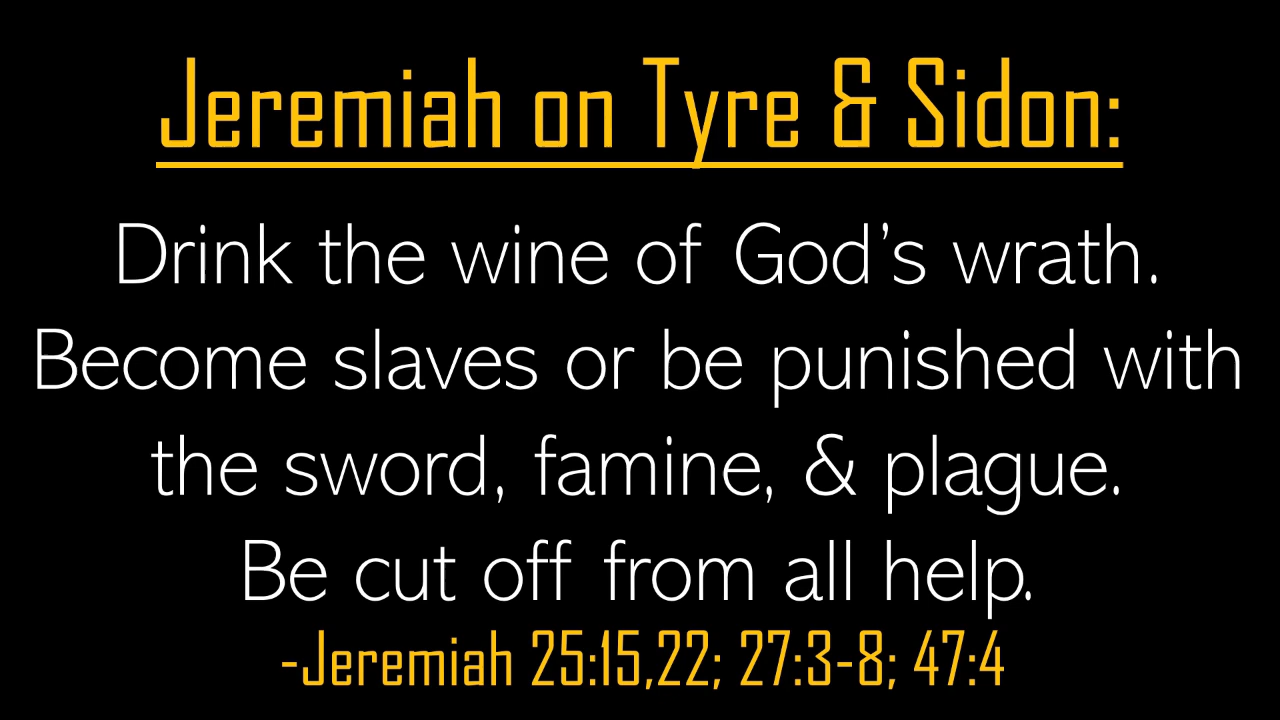 Jeremiah on Tyre & Sidon:
Drink the wine of God’s wrath.
Become slaves or be punished with
the sword, famine, & plague.
Be cut off from all help.
-Jeremiah 25:15,22; 27:3-8; 47:4